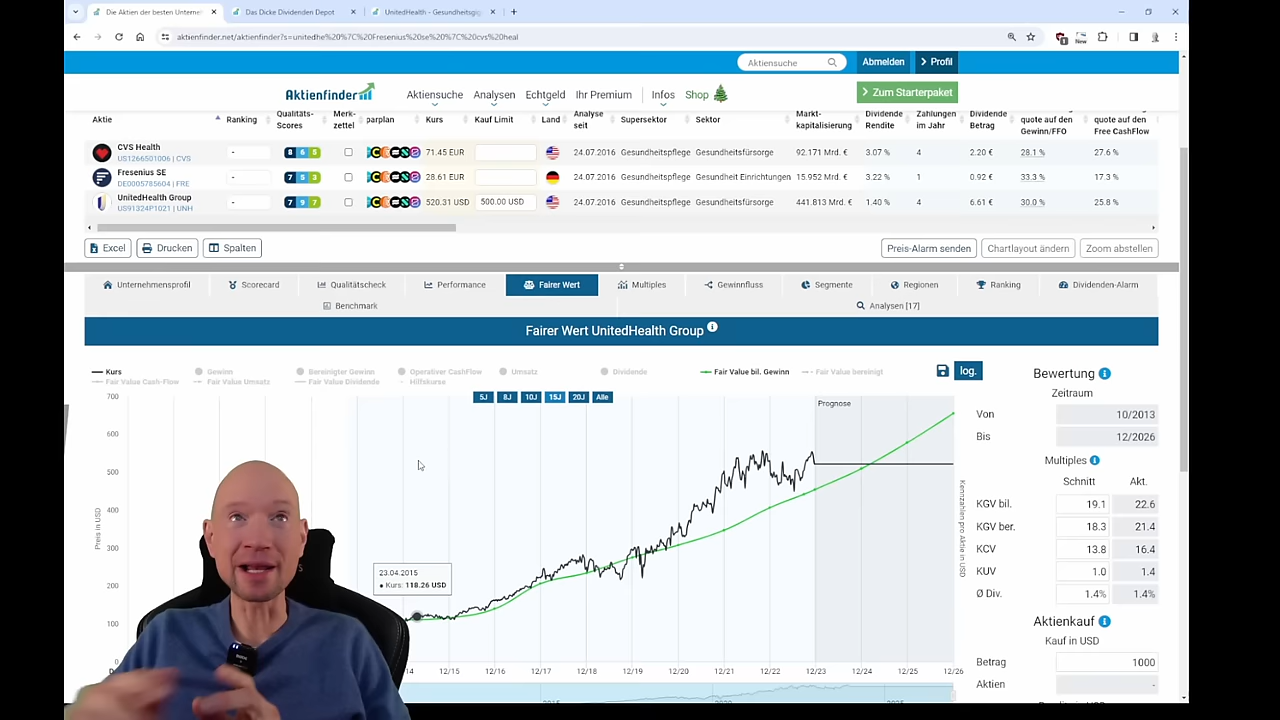 Die Aktien der besten Unterne
Das Dicke Dividenden Depot
UnitedHealth - Gesundheitsgig
aktienfinder.net/aktienfinder?s=unitedhe%20%7C%20Fresenius%20se%20%7C%20cvs%20heal
Aktiensuche
Abmelden
Profil
Aktienfinder
Aktiensuche
Analysen
Echtgeld
Ihr Premium
Infos
Shop
Zum Starterpaket
Aktie
Ranking
Qualitäts-
Scores
Merk-
zettel
parplan
Kurs
Kauf Limit
Land
Analyse
seit
Supersektor
Sektor
Markt-
kapitalisierung
Dividende
Rendite
Zahlungen
im Jahr
Dividende
Betrag
quote auf den
Gewinn/FFO
quote auf den
Free CashFlow
CVS Health
US1266501006 | CVS
- 8 6 5 71.45 EUR 24.07.2016 Gesundheitspflege Gesundheitsfürsorge 92.171 Mrd. € 3.07 % 4 2.20 € 28.1 % 27.6 %
Fresenius SE
DE0005785604 | FRE
- 7 5 3 28.61 EUR 24.07.2016 Gesundheitspflege Gesundheit Einrichtungen 15.952 Mrd. € 3.22 % 1 0.92 € 33.3 % 17.3 %
UnitedHealth Group
US91324P1021 | UNH
- 7 9 7 520.31 USD 500.00 USD 24.07.2016 Gesundheitspflege Gesundheitsfürsorge 441.813 Mrd. € 1.40 % 4 6.61 € 30.0 % 25.8 %
Excel
Drucken
Spalten
Preis-Alarm senden
Chartlayout ändern
Zoom abstellen
Unternehmensprofil
Scorecard
Qualitätscheck
Performance
Fairer Wert
Multiples
Gewinnfluss
Segmente
Regionen
Ranking
Dividenden-Alarm
Benchmark
Analysen [17]
Fairer Wert UnitedHealth Group
Kurs
Gewinn
Bereinigter Gewinn
Operativer CashFlow
Umsatz
Dividende
Fair Value bil. Gewinn
Fair Value bereinigt
Fair Value Cash-Flow
Fair Value Umsatz
Fair Value Dividende
Hilfskurse
log.
5J 8J 10J 15J 20J Alle
Prognose
700
600
500
400
300
200
100
0
Preis in USD
Kennzahlen pro Aktie in USD
23.04.2015
Kurs: 118.26 USD
14 12/15 12/16 12/17 12/18 12/19 12/20 12/21 12/22 12/23 12/24 12/25 12/26
Bewertung
Zeitraum
Von 10/2013
Bis 12/2026
Multiples
Schnitt Akt.
KGV bil. 19.1 22.6
KGV ber. 18.3 21.4
KCV 13.8 16.4
KUV 1.0 1.4
Ø Div. 1.4% 1.4%
Aktienkauf
Kauf in USD
Betrag 1000
Aktien -